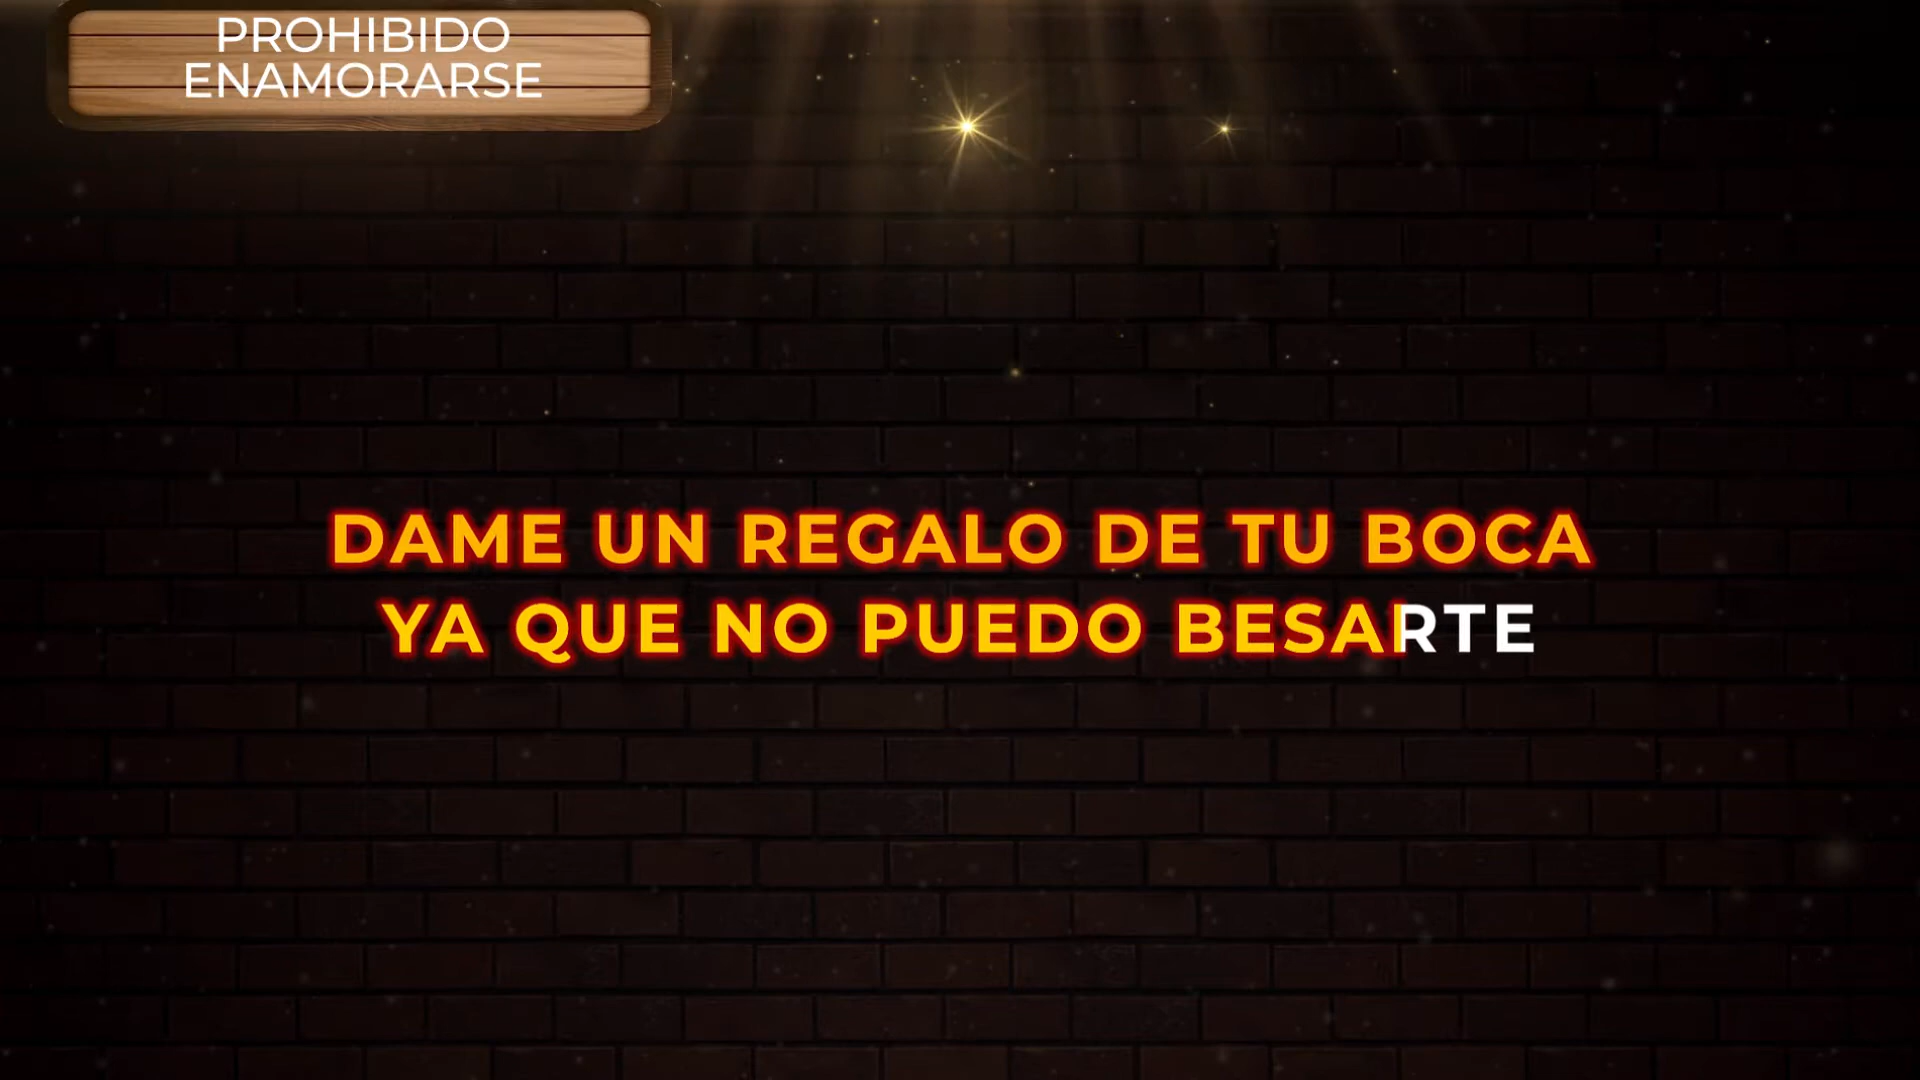 PROHIBIDO
ENAMORARSE
DAME UN REGALO DE TU BOCA
YA QUE NO PUEDO BESARTE